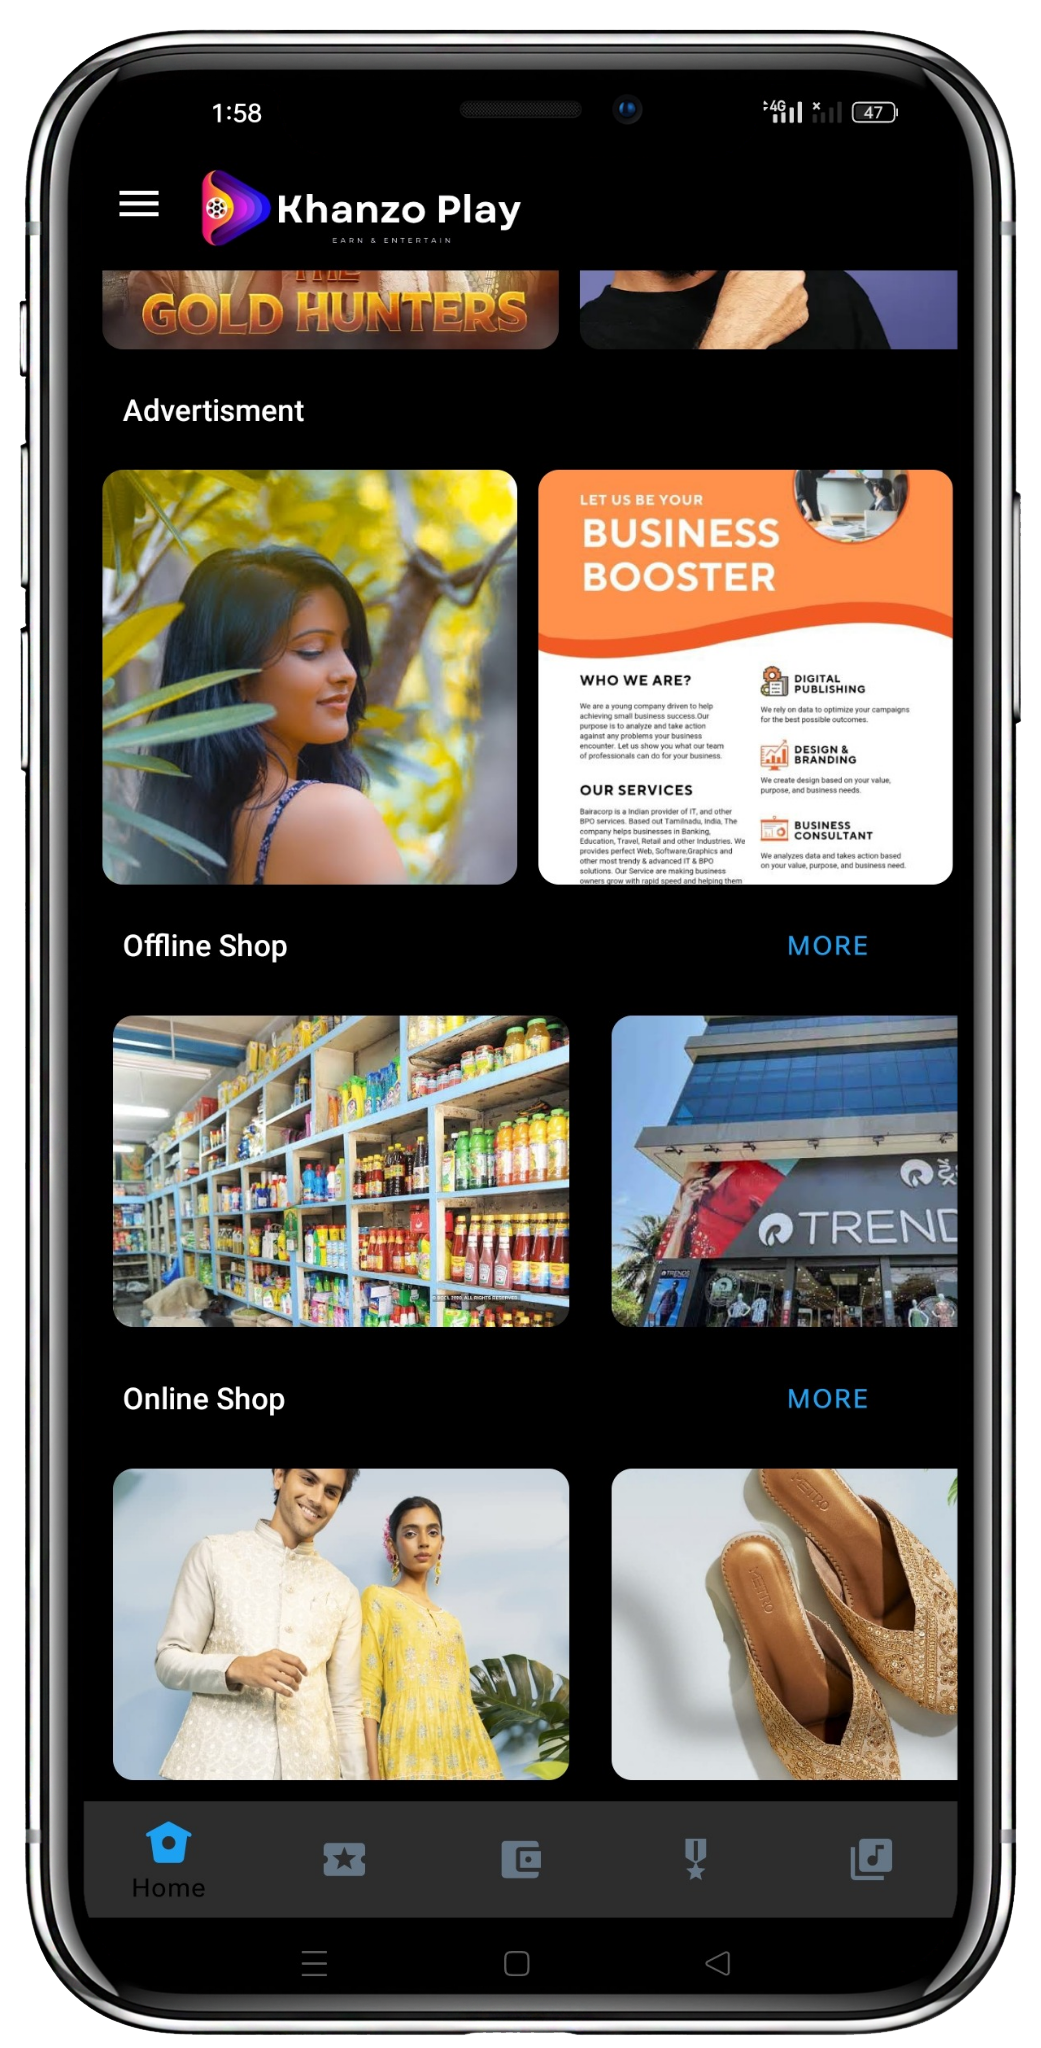 1:58
4G
47
Khanzo Play
EARN & ENTERTAIN
THE
GOLD HUNTERS
Advertisment
LET US BE YOUR
BUSINESS
BOOSTER
WHO WE ARE?
We are a young company driven to help
achieving small business success.Our
purpose is to analyze and take action
against any problems your business
encounter. Let us show you what our team
of professionals can do for your business.
OUR SERVICES
Bairacorp is a Indian provider of IT, and other
BPO services. Based out Tamilnadu, India, The
company helps businesses in Banking,
Education, Travel, Retail and other Industries. We
provides perfect Web, Software,Graphics and
other most trendy & advanced IT & BPO
solutions. Our Service are making business
owners grow with rapid speed and helping them
DIGITAL
PUBLISHING
We rely on data to optimize your campaigns
for the best possible outcomes.
DESIGN &
BRANDING
We create design based on your value,
purpose, and business needs.
BUSINESS
CONSULTANT
We analyzes data and takes action based
on your value, purpose, and business need.
Offline Shop
MORE
TREND
TRENDS
Online Shop
MORE
METRO
METRO
Home